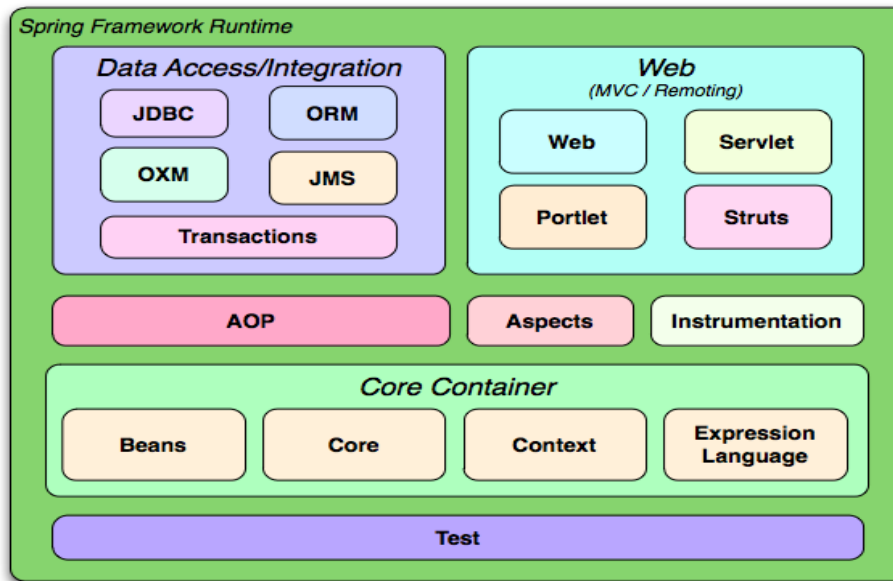 Spring Framework Runtime
Data Access/Integration
JDBC
ORM
OXM
JMS
Transactions
Web
(MVC / Remoting)
Web
Servlet
Portlet
Struts
AOP
Aspects
Instrumentation
Core Container
Beans
Core
Context
Expression
Language
Test